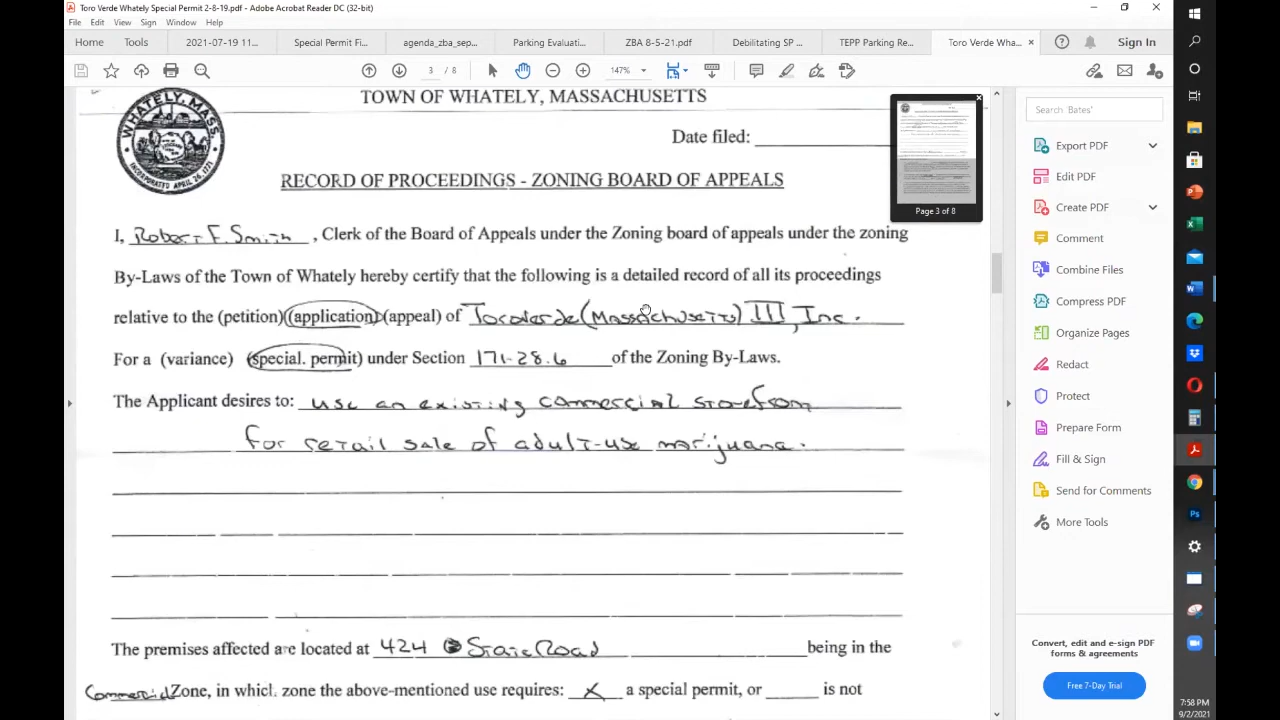 Toro Verde Whately Special Permit 2-8-19.pdf - Adobe Acrobat Reader DC (32-bit)
File Edit View Sign Window Help
Home Tools 2021-07-19 11... Special Permit Fi... agenda_zba_sep... Parking Evaluati... ZBA 8-5-21.pdf Debilitating SP ... TEPP Parking Re... Toro Verde Wha... × Sign In
3 / 8 147%
TOWN OF WHATELY, MASSACHUSETTS
Date filed:
RECORD OF PROCEEDINGS - ZONING BOARD OF APPEALS
Page 3 of 8
I, Robert F. Smith, Clerk of the Board of Appeals under the Zoning board of appeals under the zoning
By-Laws of the Town of Whately hereby certify that the following is a detailed record of all its proceedings
relative to the (petition) (application) (appeal) of Toroverde (Massachusetts) III, Inc.
For a (variance) (special. permit) under Section 171-28.6 of the Zoning By-Laws.
The Applicant desires to: use an existing commercial storefron
for retail sale of adult-use marijuana.
The premises affected are located at 424 State Road being in the
Commercial Zone, in which zone the above-mentioned use requires: X a special permit, or is not
Search 'Bates'
Export PDF
Edit PDF
Create PDF
Comment
Combine Files
Compress PDF
Organize Pages
Redact
Protect
Prepare Form
Fill & Sign
Send for Comments
More Tools
Convert, edit and e-sign PDF
forms & agreements
Free 7-Day Trial
7:58 PM
9/2/2021